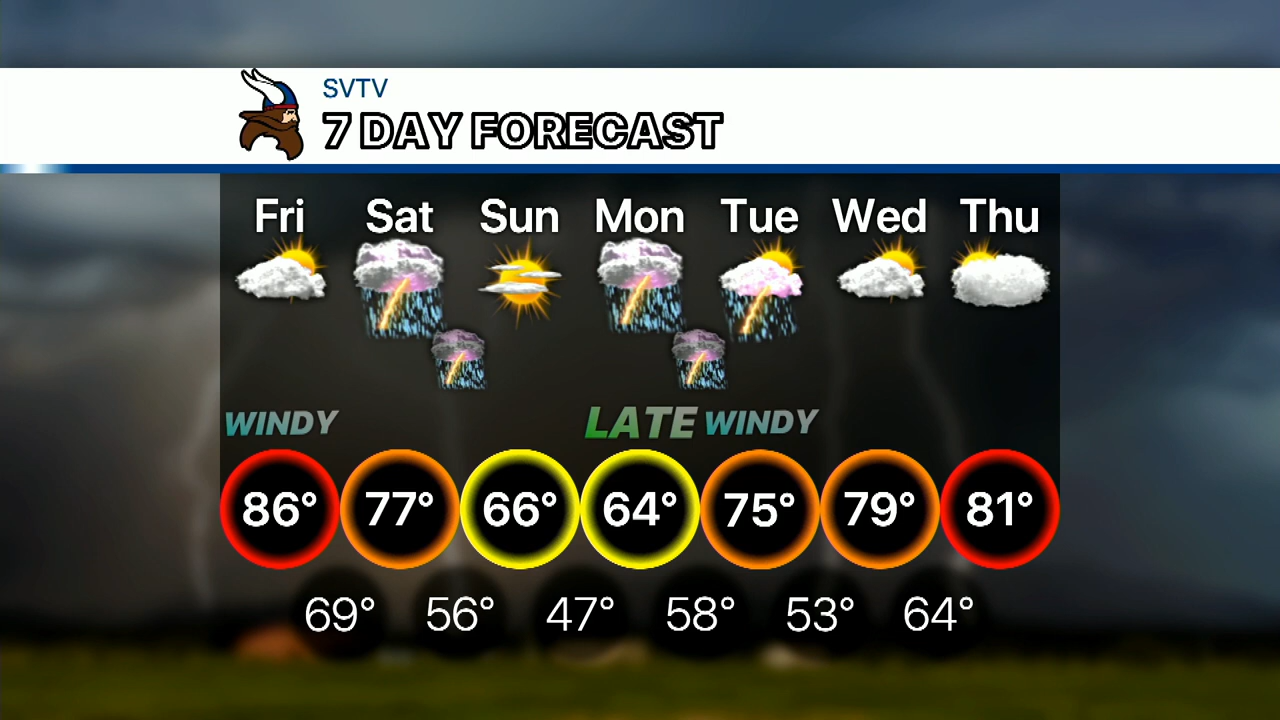 SVTV
7 DAY FORECAST
Fri Sat Sun Mon Tue Wed Thu
WINDY LATE WINDY
86° 77° 66° 64° 75° 79° 81°
69° 56° 47° 58° 53° 64°